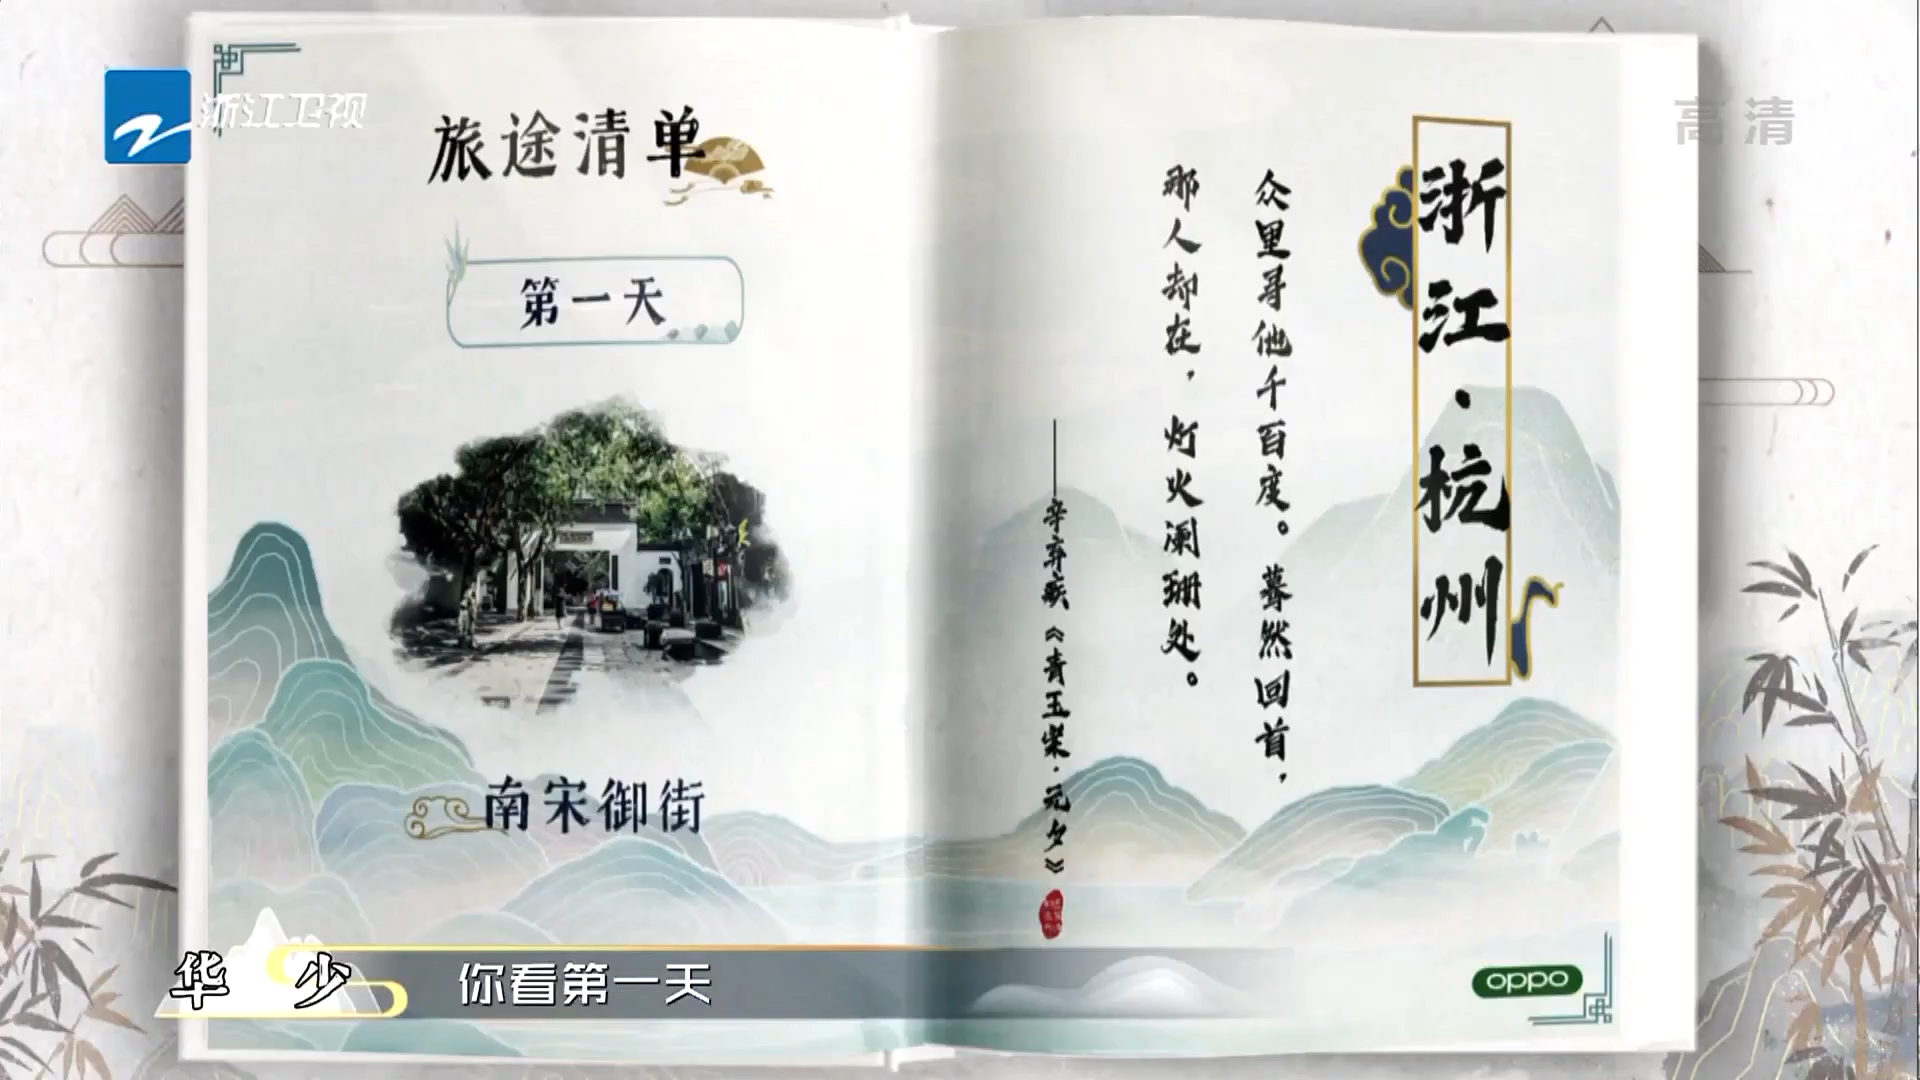 浙江卫视
高清
旅途清单
第一天
南宋御街
浙江·杭州
众里寻他千百度。蓦然回首，
那人却在，灯火阑珊处。
——辛弃疾《青玉案·元夕》
oppo
华少
你看第一天